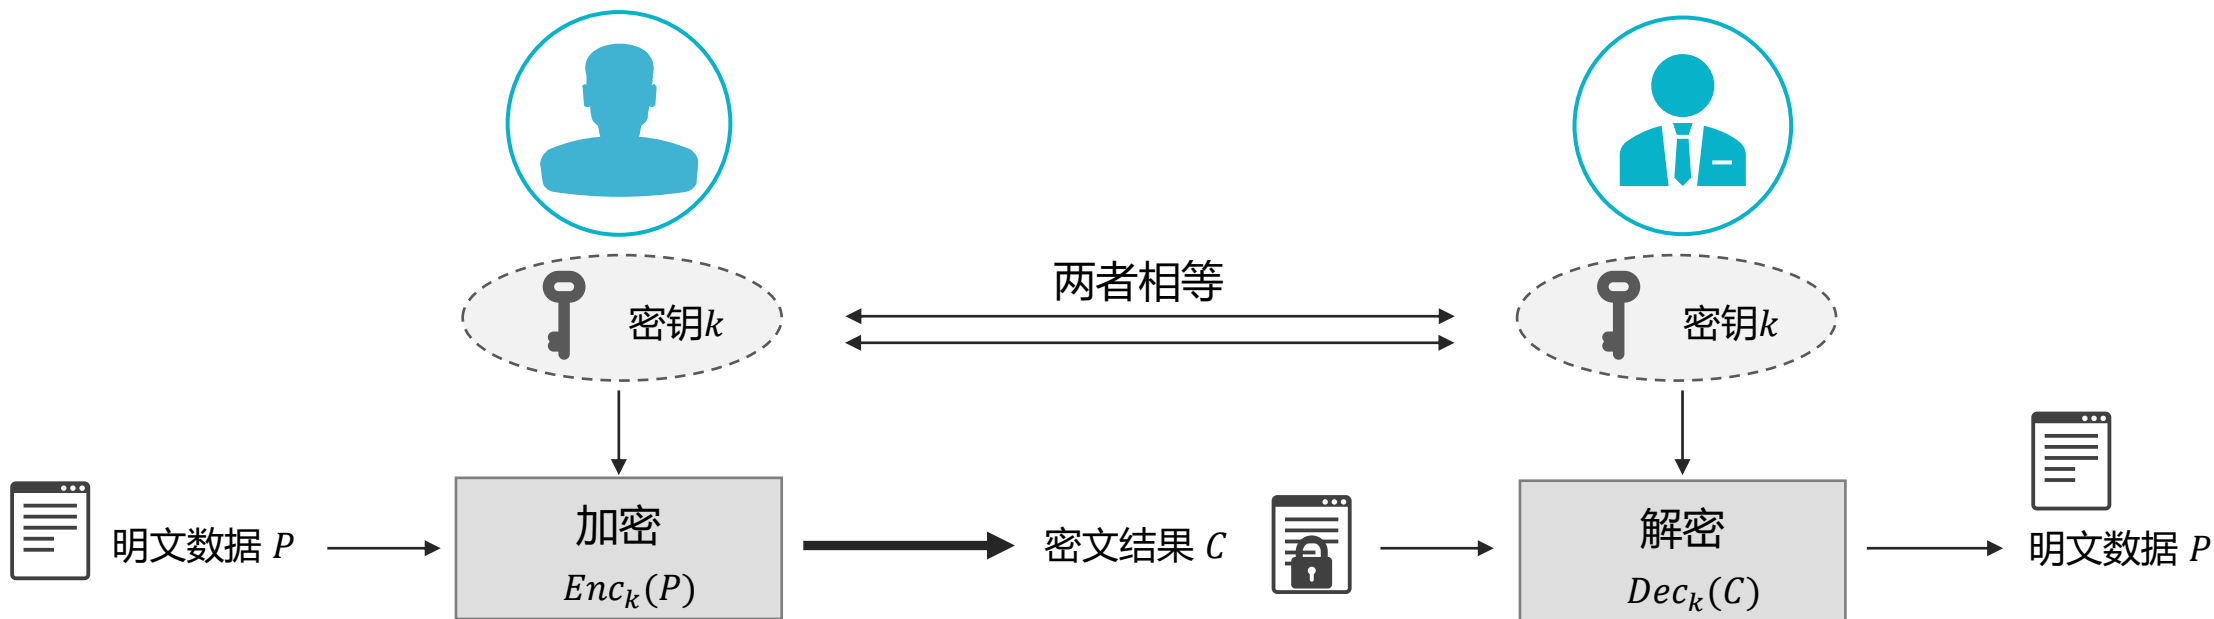 两者相等
密钥k
密钥k
明文数据 P
加密
Enc_k(P)
密文结果 C
解密
Dec_k(C)
明文数据 P